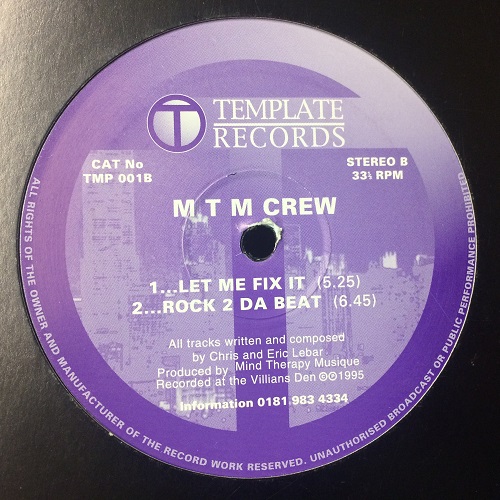 T TEMPLATE
RECORDS
CAT No
TMP 001B
STEREO B
33⅓ RPM
M T M CREW
1...LET ME FIX IT (5.25)
2...ROCK 2 DA BEAT (6.45)
All tracks written and composed
by Chris and Eric Lebar
Produced by Mind Therapy Musique
Recorded at the Villians Den ℗©1995
Information 0181 983 4334
ALL RIGHTS OF THE OWNER AND MANUFACTURER OF THE RECORD WORK RESERVED. UNAUTHORISED BROADCAST OR PUBLIC PERFORMANCE PROHIBITED